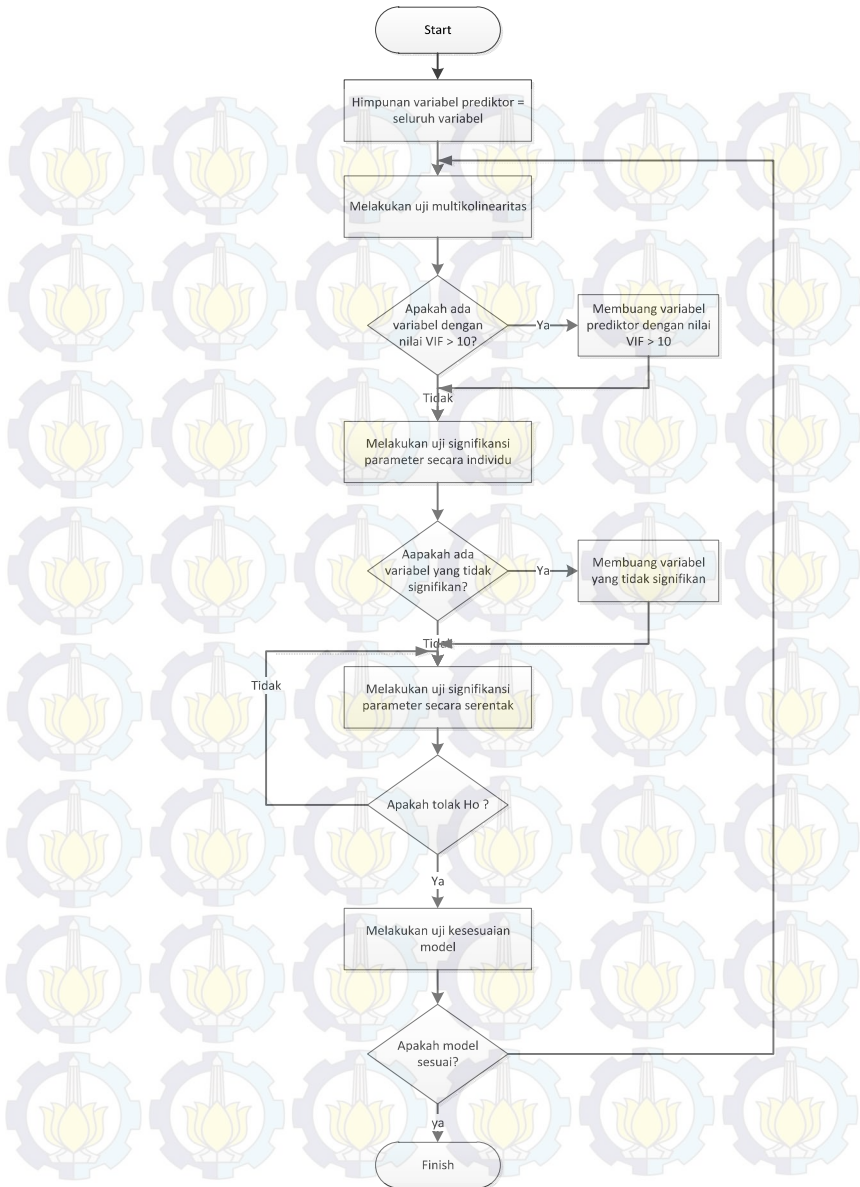 Start
Himpunan variabel prediktor =
seluruh variabel
Melakukan uji multikolinearitas
Apakah ada
variabel dengan
nilai VIF > 10?
Ya
Membuang variabel
prediktor dengan nilai
VIF > 10
Tidak
Melakukan uji signifikansi
parameter secara individu
Aapakah ada
variabel yang tidak
signifikan?
Ya
Membuang variabel
yang tidak signifikan
Tidak
Tidak
Melakukan uji signifikansi
parameter secara serentak
Apakah tolak Ho ?
Ya
Melakukan uji kesesuaian
model
Apakah model
sesuai?
ya
Finish